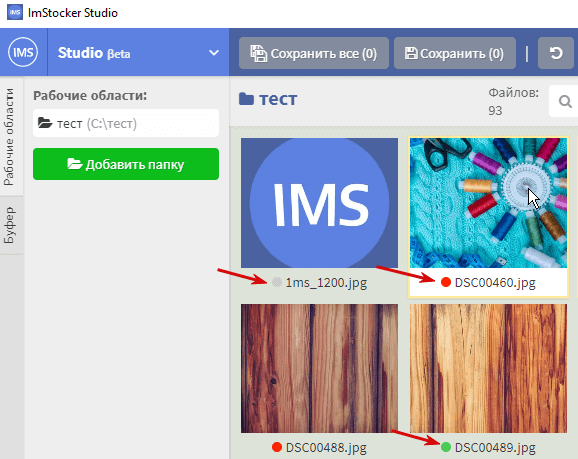 ImStocker Studio
IMS Studio βeta
Сохранить все (0) Сохранить (0)
Рабочие области
Буфер
Рабочие области:
тест (C:\тест)
Добавить папку
тест
Файлов:
93
IMS
1ms_1200.jpg
DSC00460.jpg
DSC00488.jpg
DSC00489.jpg